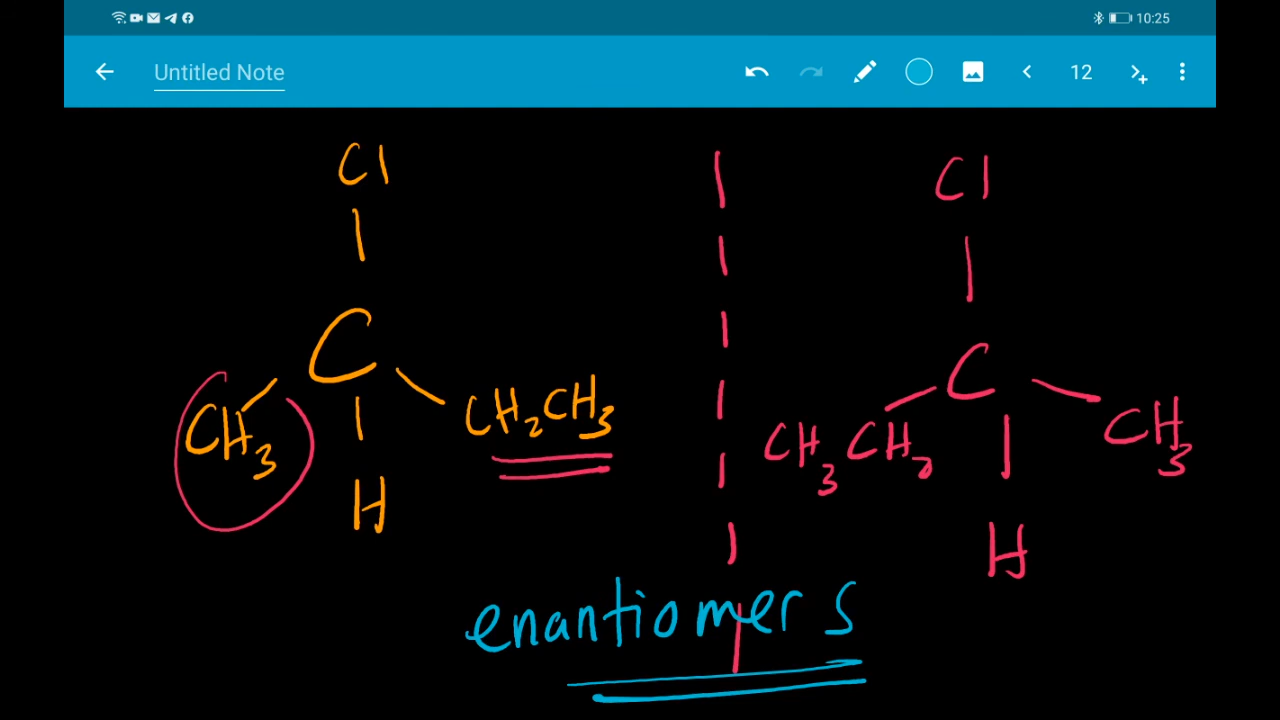 10:25
Untitled Note
12
Cl Cl
C C
CH3 CH2CH3 CH3CH2 CH3
H H
enantiomers